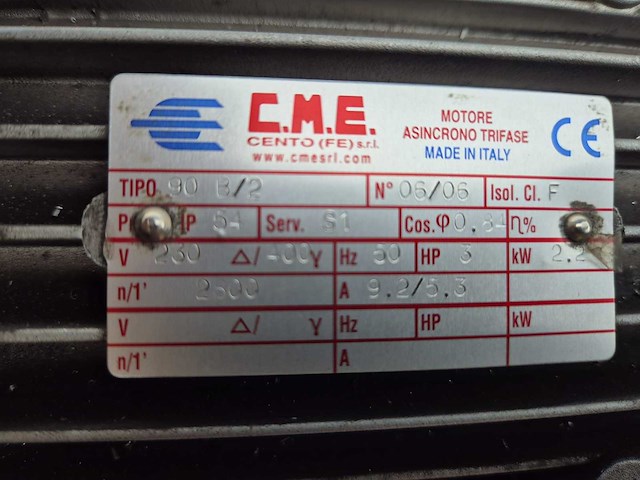 C.M.E.
CENTO (FE) s.r.l.
www.cmesrl.com
MOTORE
ASINCRONO TRIFASE
MADE IN ITALY
CE
TIPO 90 B/2 N° 06/06 Isol. Cl. F
P IP 54 Serv. S1 Cos.φ 0.84 η%
V 230 Δ/400Y Hz 50 HP 3 kW 2.2
n/1' A 9.2/5.3
V Δ/ Y Hz HP kW
n/1' A